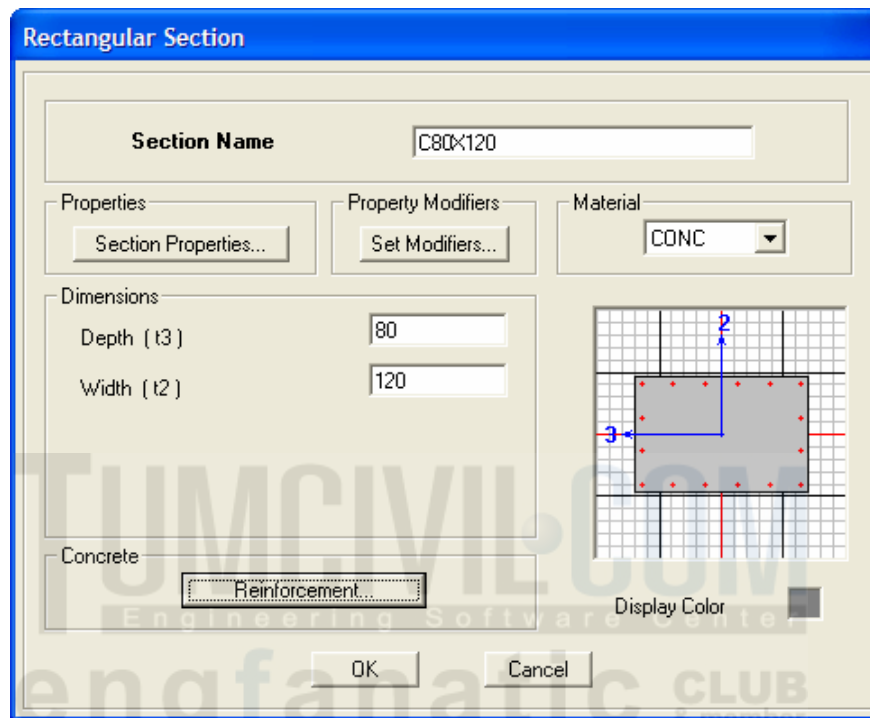 Rectangular Section
Section Name C80X120
Properties Property Modifiers Material
Section Properties... Set Modifiers... CONC
Dimensions
Depth ( t3 ) 80
Width ( t2 ) 120
2
3
Concrete
Reinforcement...
Display Color
OK Cancel
TUMCIVIL.COM
Engineering Software Center
engfanatic CLUB
& member